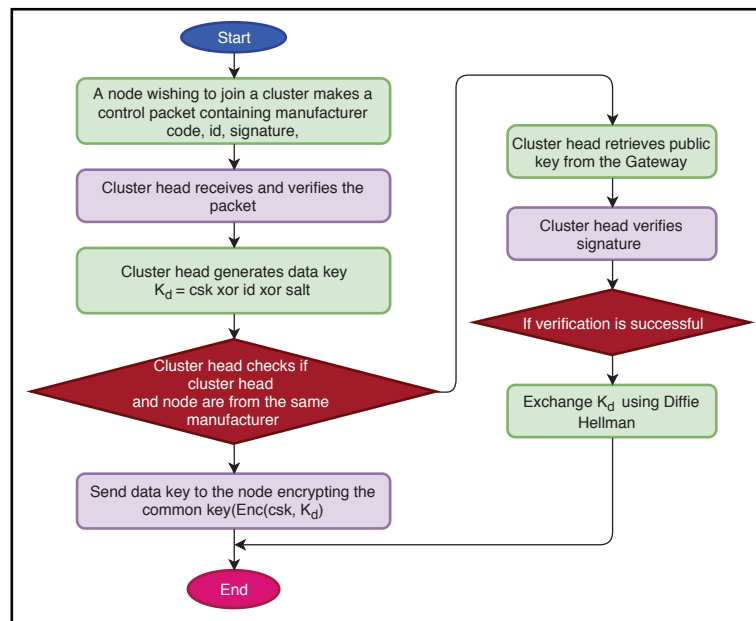 Start
A node wishing to join a cluster makes a
control packet containing manufacturer
code, id, signature,
Cluster head receives and verifies the
packet
Cluster head generates data key
K_d = csk xor id xor salt
Cluster head checks if
cluster head
and node are from the same
manufacturer
Send data key to the node encrypting the
common key(Enc(csk, K_d)
End
Cluster head retrieves public
key from the Gateway
Cluster head verifies
signature
If verification is successful
Exchange K_d using Diffie
Hellman